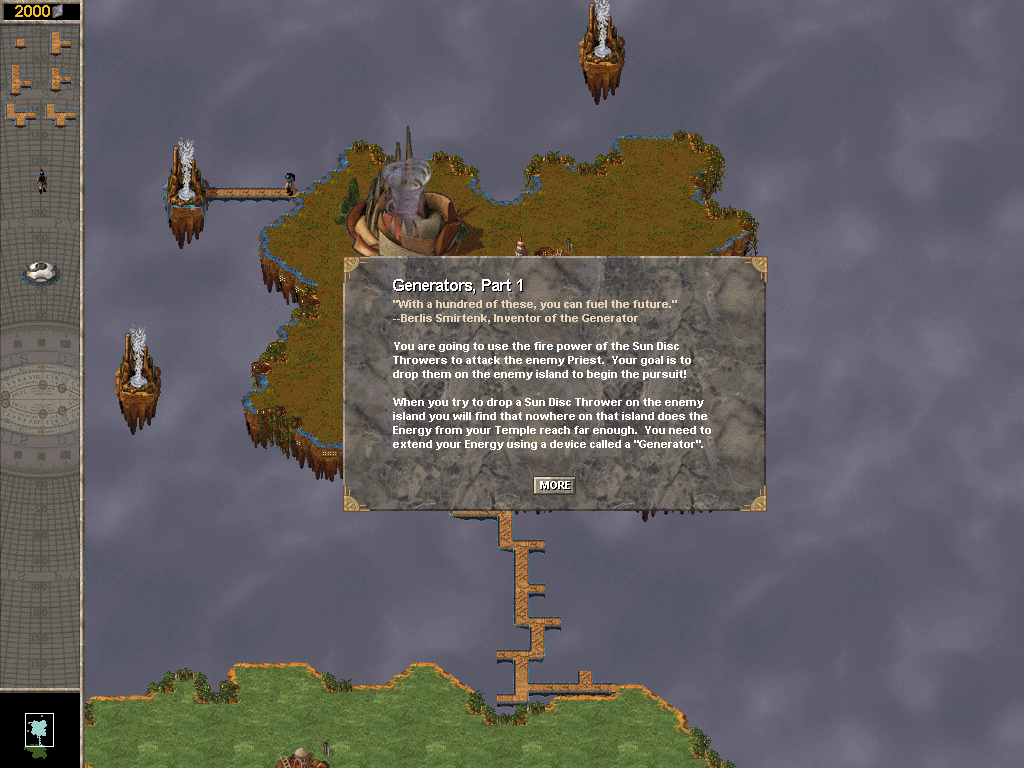 2000
Generators, Part 1
"With a hundred of these, you can fuel the future."
--Berlis Smirtenk, Inventor of the Generator
You are going to use the fire power of the Sun Disc
Throwers to attack the enemy Priest.  Your goal is to
drop them on the enemy island to begin the pursuit!
When you try to drop a Sun Disc Thrower on the enemy
island you will find that nowhere on that island does the
Energy from your Temple reach far enough.  You need to
extend your Energy using a device called a "Generator".
MORE